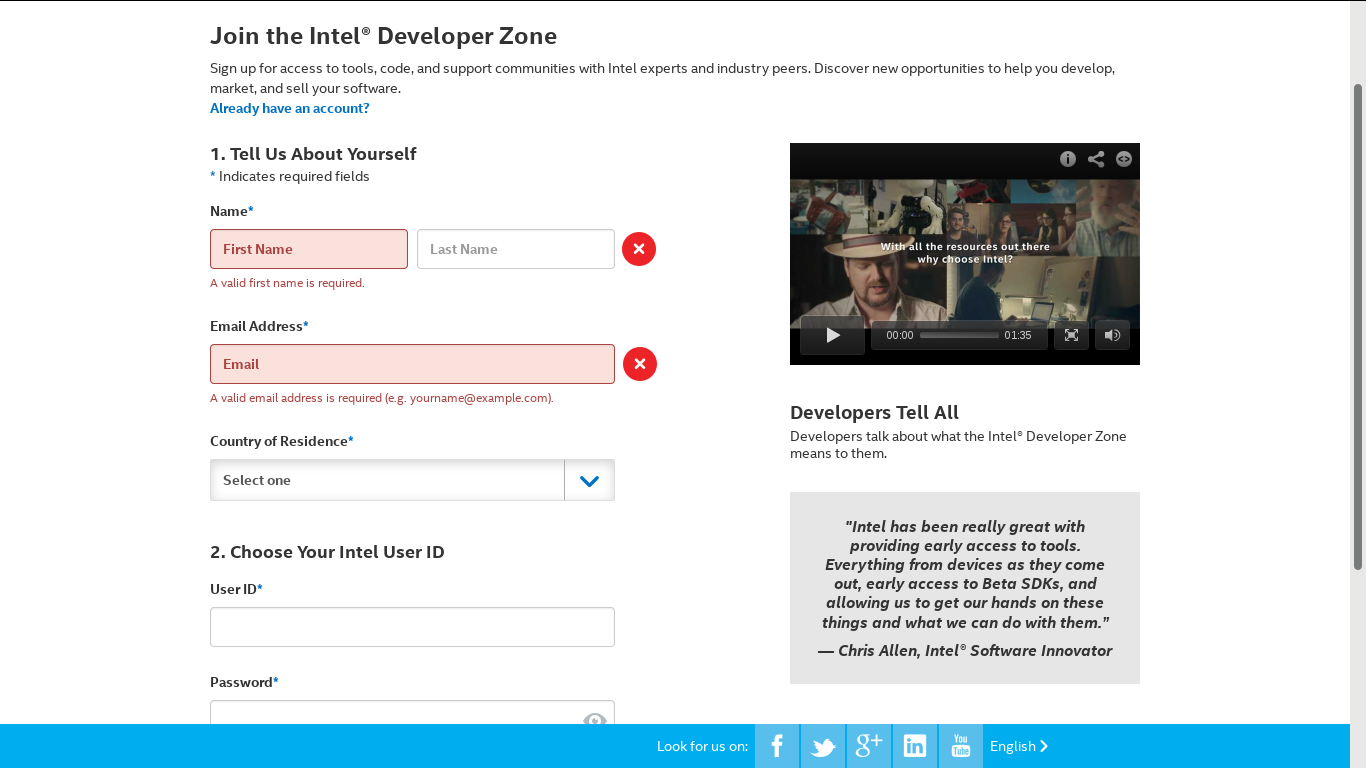 Join the Intel® Developer Zone
Sign up for access to tools, code, and support communities with Intel experts and industry peers. Discover new opportunities to help you develop,
market, and sell your software.
Already have an account?
1. Tell Us About Yourself
* Indicates required fields
Name*
First Name
Last Name
A valid first name is required.
Email Address*
Email
A valid email address is required (e.g. yourname@example.com).
Country of Residence*
Select one
2. Choose Your Intel User ID
User ID*
Password*
With all the resources out there
why choose Intel?
00:00
01:35
Developers Tell All
Developers talk about what the Intel® Developer Zone
means to them.
"Intel has been really great with
providing early access to tools.
Everything from devices as they come
out, early access to Beta SDKs, and
allowing us to get our hands on these
things and what we can do with them."
— Chris Allen, Intel® Software Innovator
Look for us on:
f
g+
in
You
Tube
English